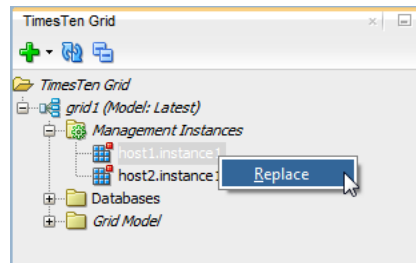 TimesTen Grid
TimesTen Grid
grid1 (Model: Latest)
Management Instances
host1.instance1
host2.instance1
Replace
Databases
Grid Model